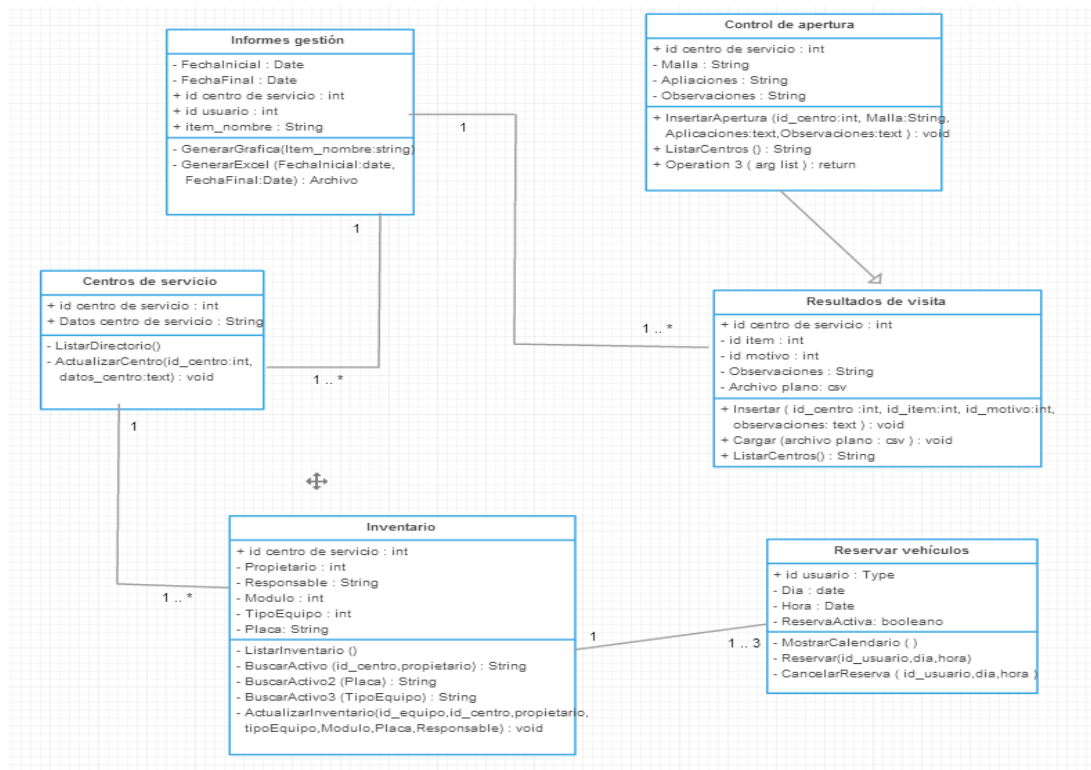 Informes gestión
- FechaInicial : Date
- FechaFinal : Date
+ id centro de servicio : int
+ id usuario : int
+ item_nombre : String
- GenerarGrafica(Item_nombre:string)
- GenerarExcel (FechaInicial:date,
FechaFinal:Date) : Archivo
Control de apertura
+ id centro de servicio : int
- Malla : String
- Apliaciones : String
- Observaciones : String
+ InsertarApertura (id_centro:int, Malla:String,
Aplicaciones:text,Observaciones:text ) : void
+ ListarCentros () : String
+ Operation 3 ( arg list ) : return
1
1
Centros de servicio
+ id centro de servicio : int
+ Datos centro de servicio : String
- ListarDirectorio()
- ActualizarCentro(id_centro:int,
datos_centro:text) : void
1 .. *
1
1 .. *
Resultados de visita
+ id centro de servicio : int
- id item : int
- id motivo : int
- Observaciones : String
- Archivo plano: csv
+ Insertar ( id_centro :int, id_item:int, id_motivo:int,
observaciones: text ) : void
+ Cargar (archivo plano : csv ) : void
+ ListarCentros() : String
Inventario
+ id centro de servicio : int
- Propietario : int
- Responsable : String
- Modulo : int
- TipoEquipo : int
- Placa: String
- ListarInventario ()
- BuscarActivo (id_centro,propietario) : String
- BuscarActivo2 (Placa) : String
- BuscarActivo3 (TipoEquipo) : String
- ActualizarInventario(id_equipo,id_centro,propietario,
tipoEquipo,Modulo,Placa,Responsable) : void
1 .. *
1
1 .. 3
Reservar vehículos
+ id usuario : Type
- Dia : date
- Hora : Date
- ReservaActiva: booleano
- MostrarCalendario ( )
- Reservar(id_usuario,dia,hora)
- CancelarReserva ( id_usuario,dia,hora )